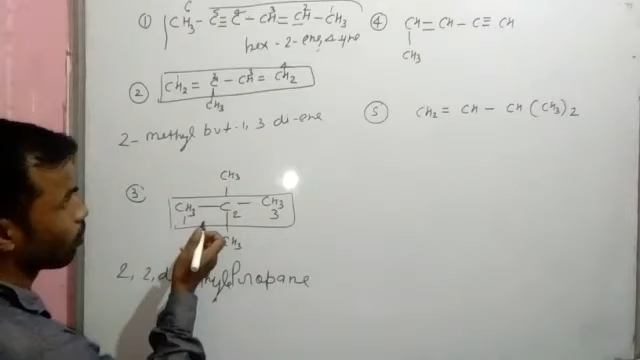 ① CH₃ - C ≡ C - CH = CH - CH₃
hex - 2 - ene, 4 yne
② CH₂ = C - CH = CH₂
CH₃
2 - methyl but - 1, 3 di - ene
③ CH₃
CH₃ — C — CH₃
1 2 3
CH₃
2, 2, Propane
④ CH = CH - C ≡ CH
CH₃
⑤ CH₂ = CH - CH (CH₃)2